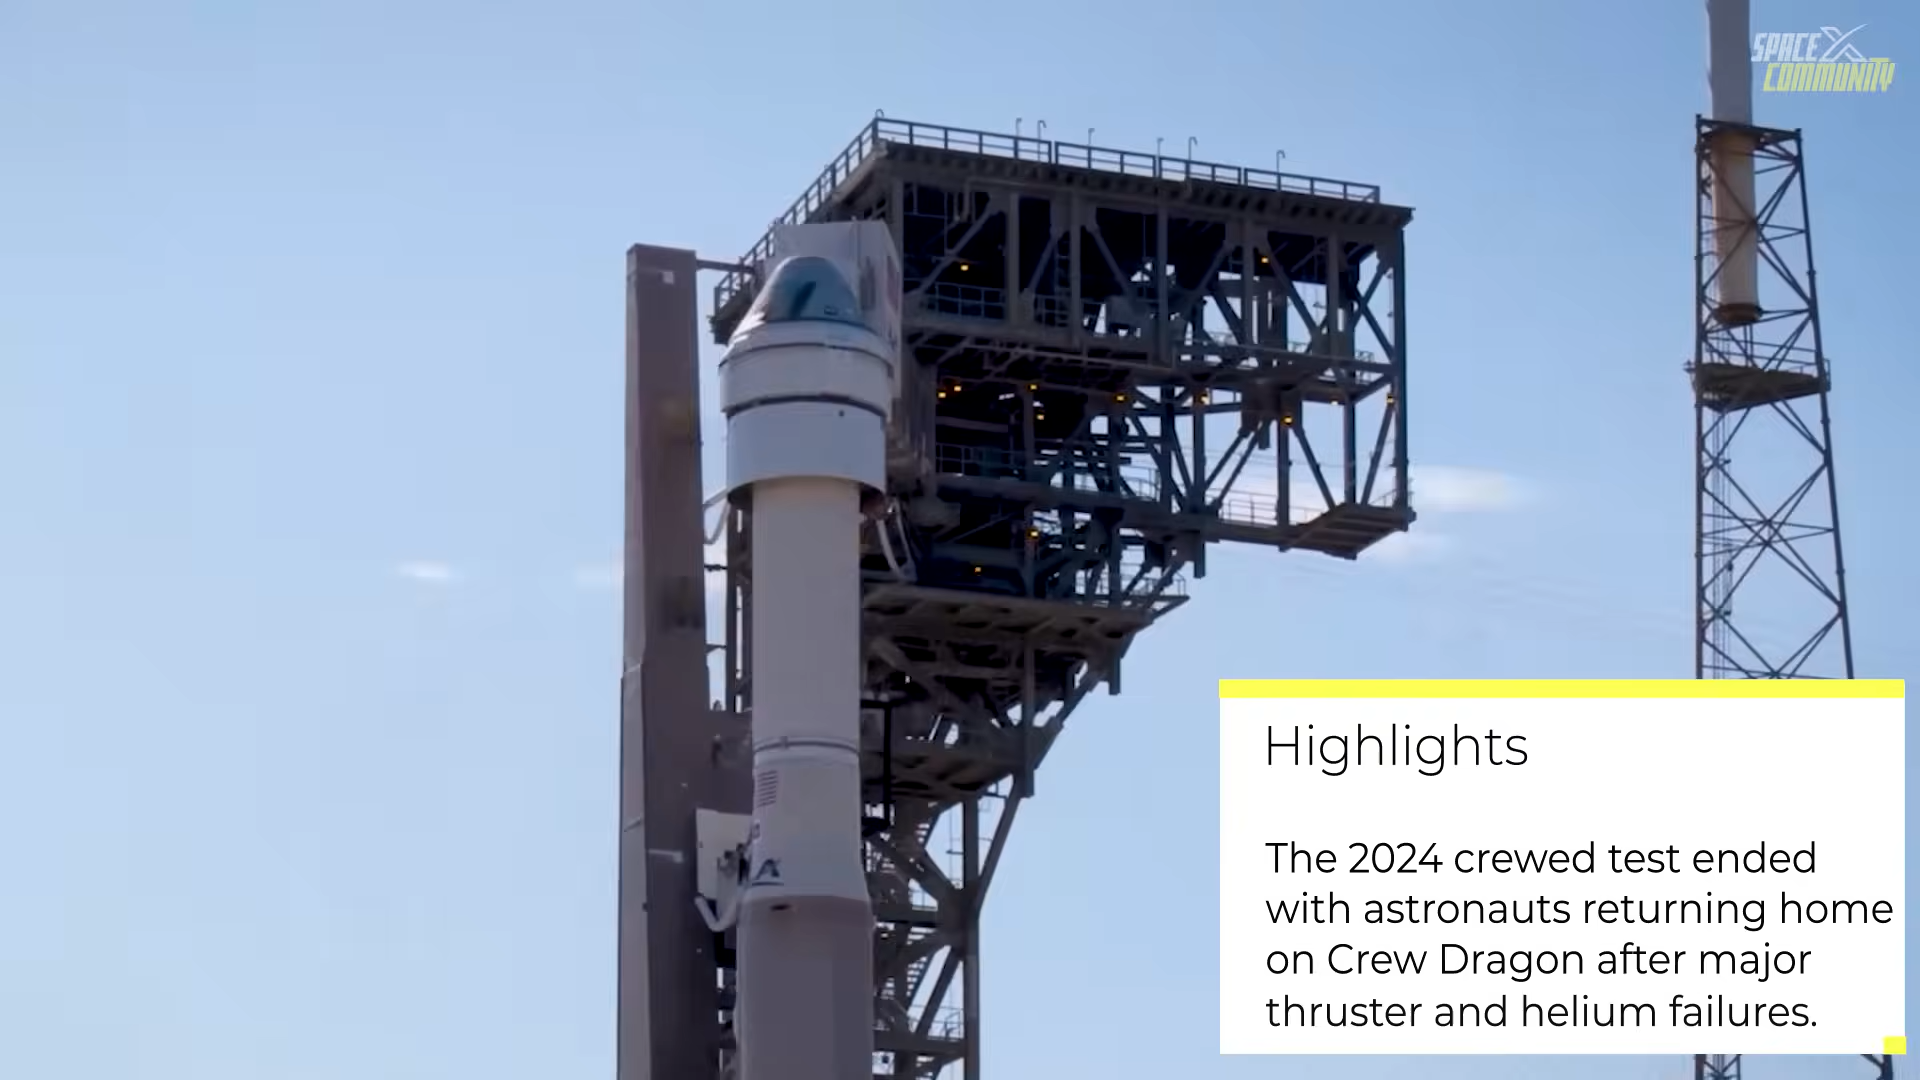 SPACEX
COMMUNITY
Highlights
The 2024 crewed test ended
with astronauts returning home
on Crew Dragon after major
thruster and helium failures.